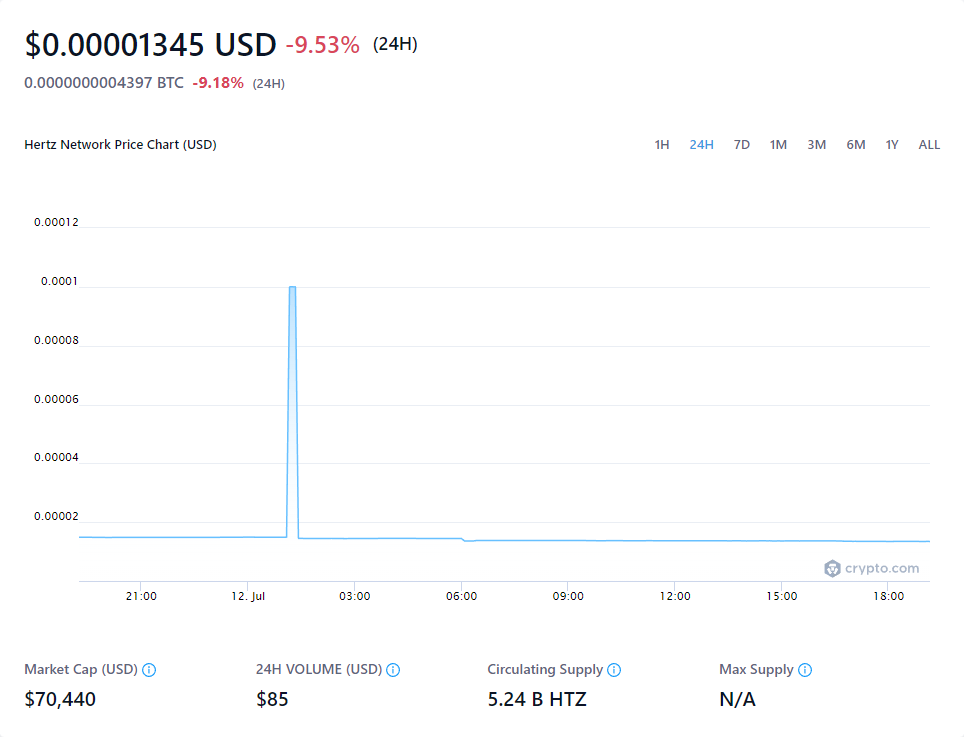 $0.00001345 USD -9.53% (24H)
0.0000000004397 BTC -9.18% (24H)
Hertz Network Price Chart (USD) 1H 24H 7D 1M 3M 6M 1Y ALL
0.00012
0.0001
0.00008
0.00006
0.00004
0.00002
crypto.com
21:00 12. Jul 03:00 06:00 09:00 12:00 15:00 18:00
Market Cap (USD) 24H VOLUME (USD) Circulating Supply Max Supply
$70,440 $85 5.24 B HTZ N/A